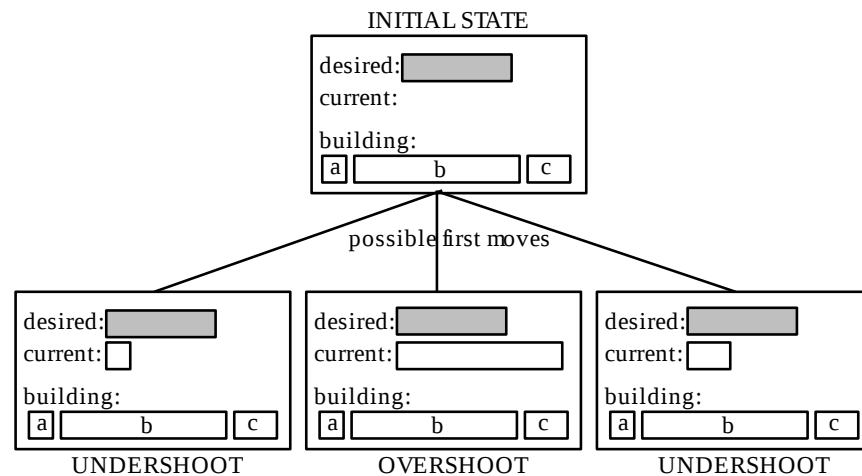 INITIAL STATE
desired:
current:
building:
a b c
possible first moves
desired:
current:
building:
a b c
UNDERSHOOT
desired:
current:
building:
a b c
OVERSHOOT
desired:
current:
building:
a b c
UNDERSHOOT